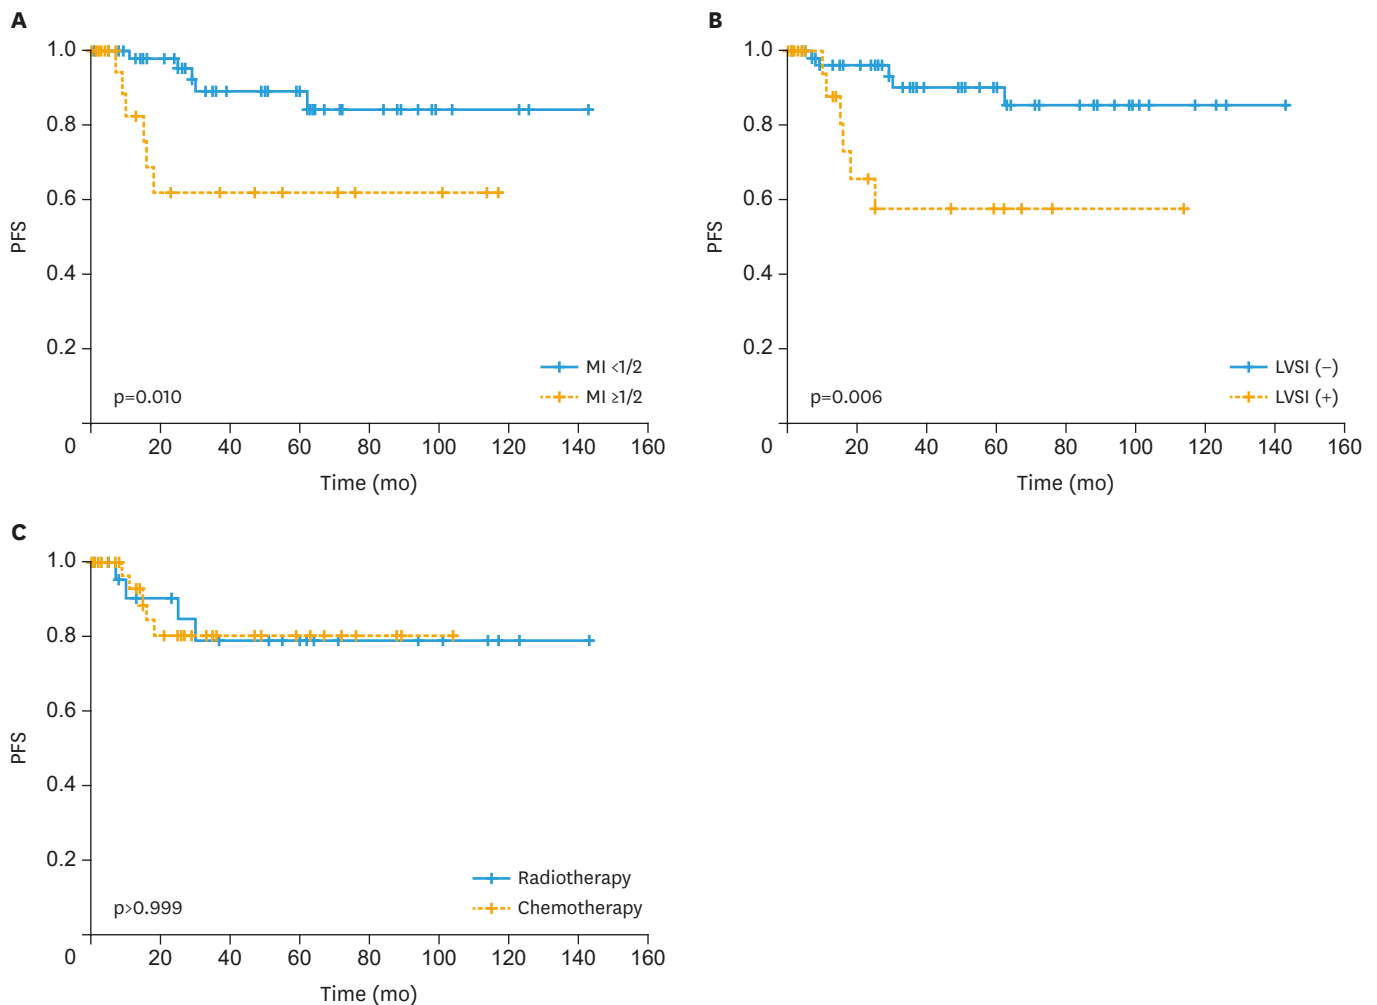 A
1.0
0.8
0.6
0.4
0.2
PFS
MI <1/2
MI ≥1/2
p=0.010
0 20 40 60 80 100 120 140 160
Time (mo)
B
1.0
0.8
0.6
0.4
0.2
PFS
LVSI (−)
LVSI (+)
p=0.006
0 20 40 60 80 100 120 140 160
Time (mo)
C
1.0
0.8
0.6
0.4
0.2
PFS
Radiotherapy
Chemotherapy
p>0.999
0 20 40 60 80 100 120 140 160
Time (mo)